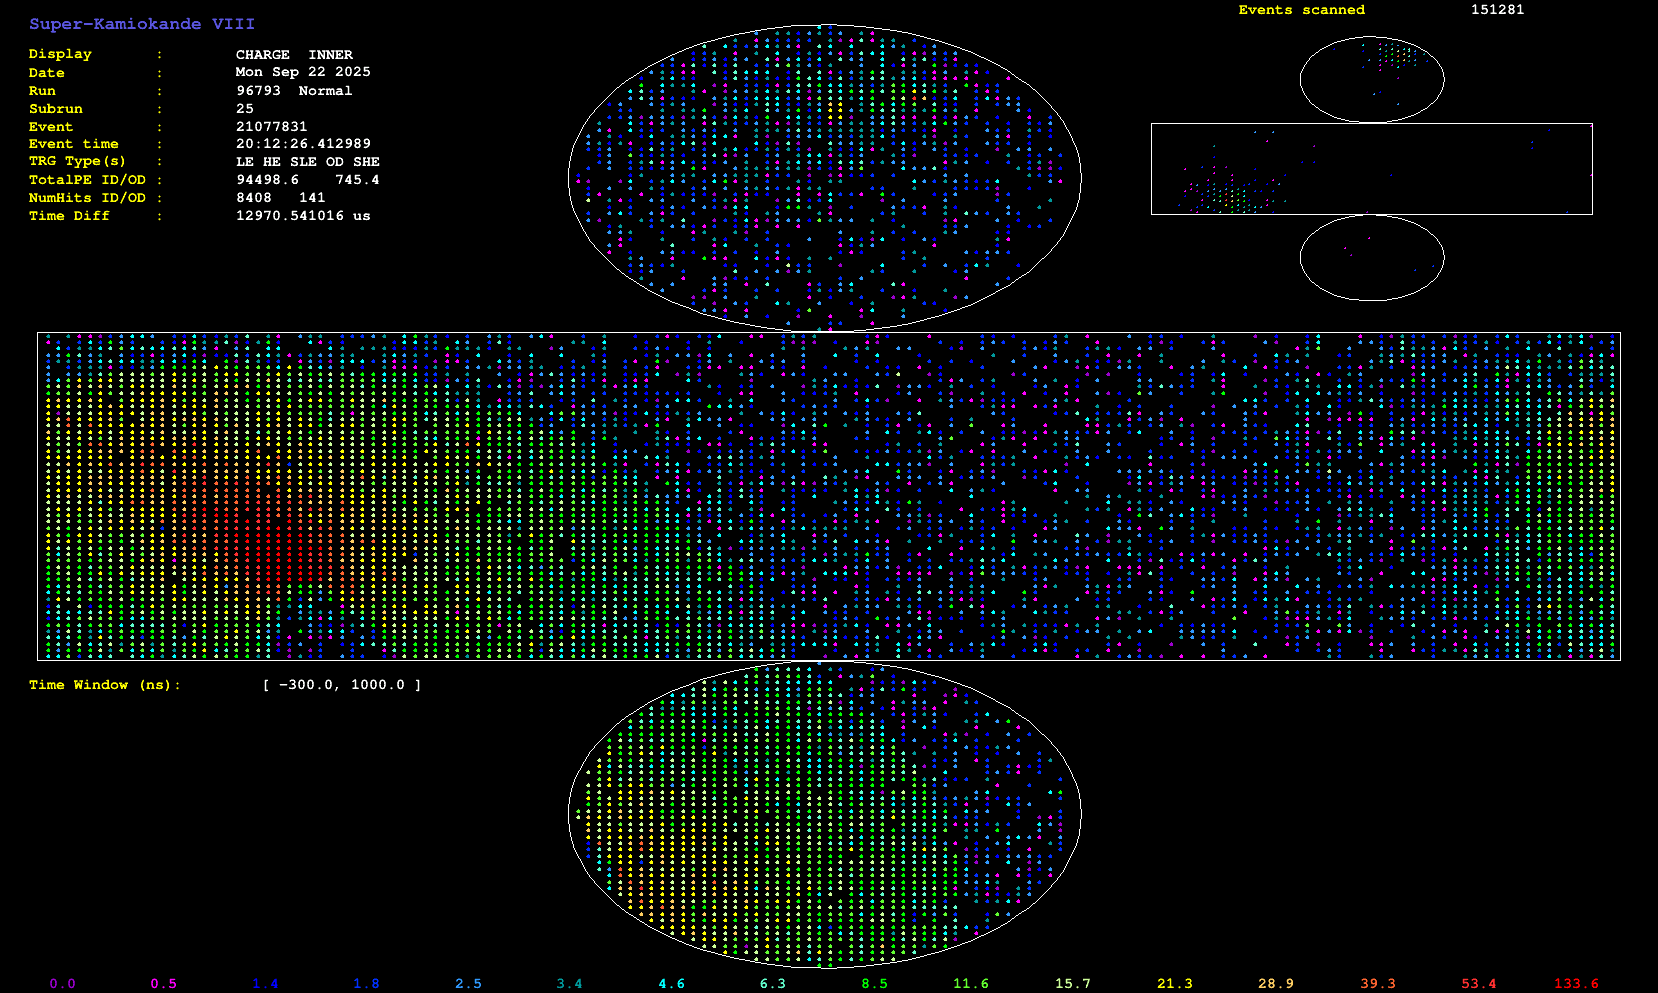 Super-Kamiokande VIII
Display : CHARGE INNER
Date : Mon Sep 22 2025
Run : 96793 Normal
Subrun : 25
Event : 21077831
Event time : 20:12:26.412989
TRG Type(s) : LE HE SLE OD SHE
TotalPE ID/OD : 94498.6 745.4
NumHits ID/OD : 8408 141
Time Diff : 12970.541016 us
Events scanned 151281
Time Window (ns): [ -300.0, 1000.0 ]
0.0 0.5 1.4 1.8 2.5 3.4 4.6 6.3 8.5 11.6 15.7 21.3 28.9 39.3 53.4 133.6